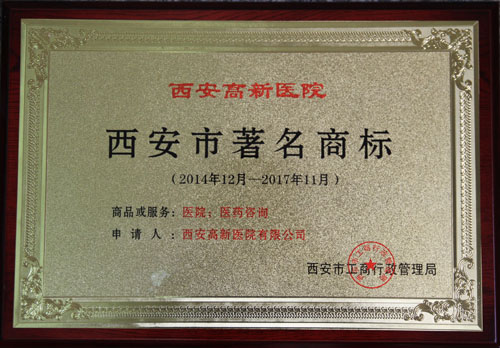 西安高新医院
西安市著名商标
（2014年12月—2017年11月）
商品或服务：医院；医药咨询
申 请 人：西安高新医院有限公司
西安市工商行政管理局